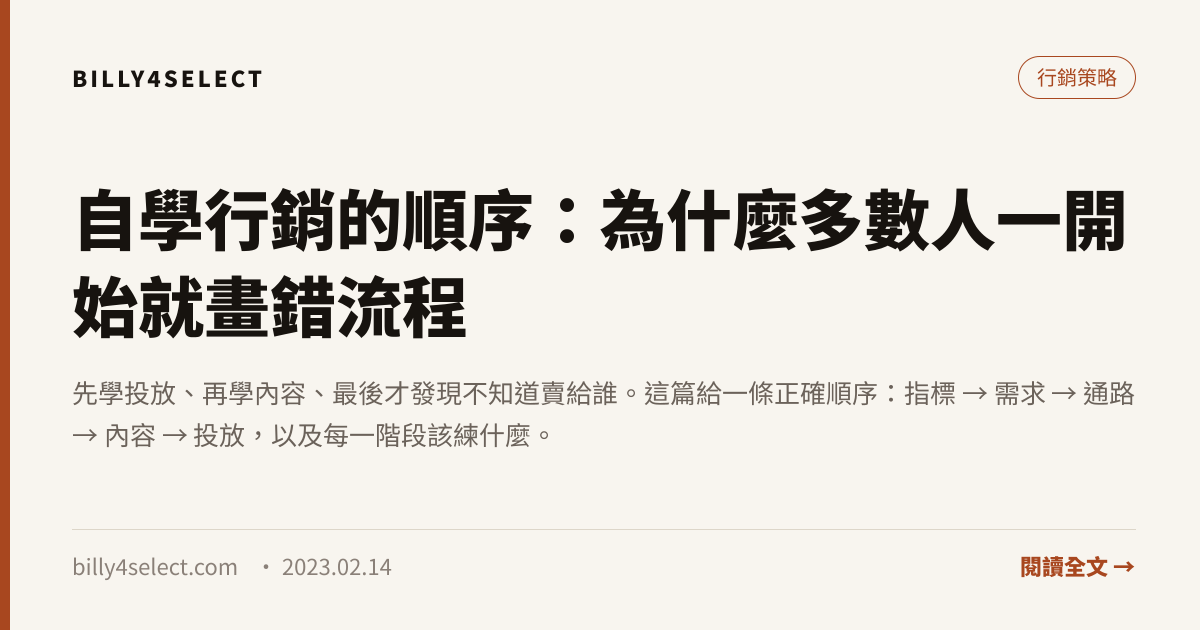 BILLY4SELECT
行銷策略
自學行銷的順序：為什麼多數人一開
始就畫錯流程
先學投放、再學內容、最後才發現不知道賣給誰。這篇給一條正確順序：指標 → 需求 → 通路
→ 內容 → 投放，以及每一階段該練什麼。
billy4select.com ・ 2023.02.14
閱讀全文 →